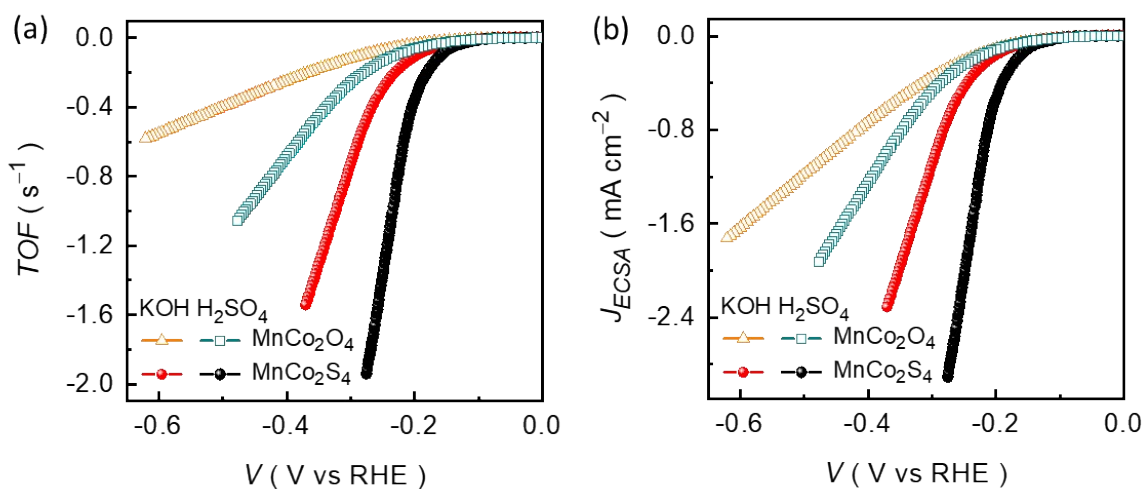 (a)
TOF ( s⁻¹ )
0.0
-0.4
-0.8
-1.2
-1.6
-2.0
KOH H₂SO₄
MnCo₂O₄
MnCo₂S₄
-0.6 -0.4 -0.2 0.0
V ( V vs RHE )
(b)
J_ECSA ( mA cm⁻² )
0.0
-0.8
-1.6
-2.4
KOH H₂SO₄
MnCo₂O₄
MnCo₂S₄
-0.6 -0.4 -0.2 0.0
V ( V vs RHE )